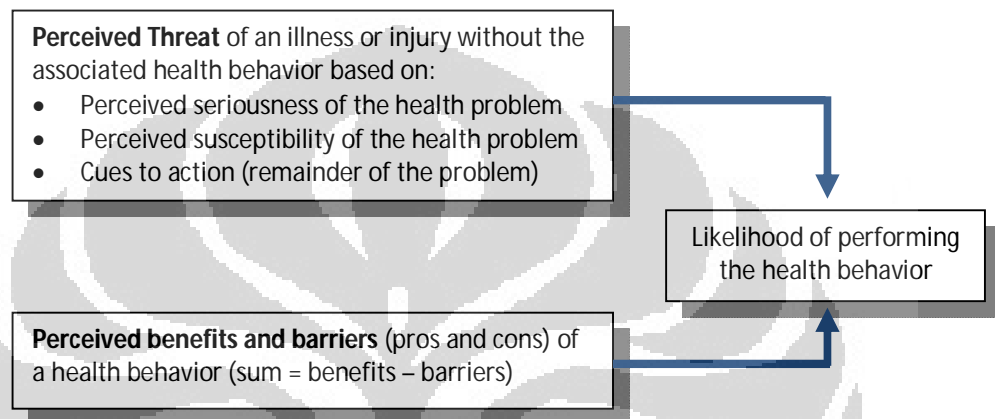 Perceived Threat of an illness or injury without the
associated health behavior based on:
• Perceived seriousness of the health problem
• Perceived susceptibility of the health problem
• Cues to action (remainder of the problem)
Likelihood of performing
the health behavior
Perceived benefits and barriers (pros and cons) of
a health behavior (sum = benefits – barriers)